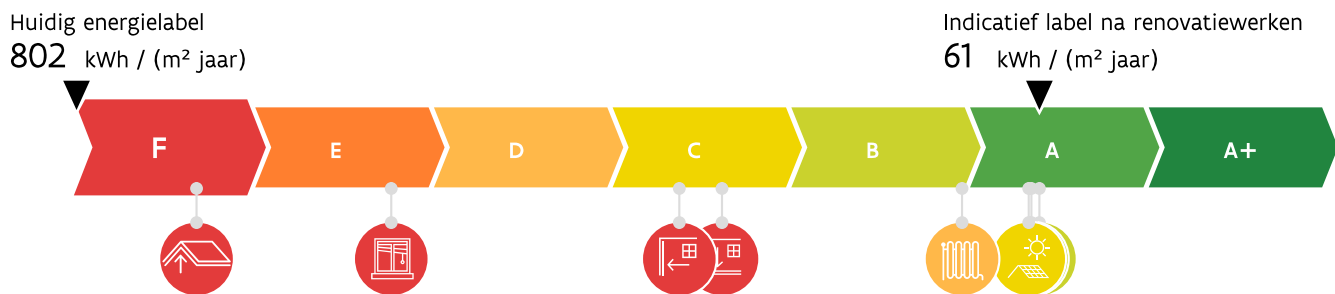 Huidig energielabel
802 kWh / (m² jaar)
Indicatief label na renovatiewerken
61 kWh / (m² jaar)
F E D C B A A+